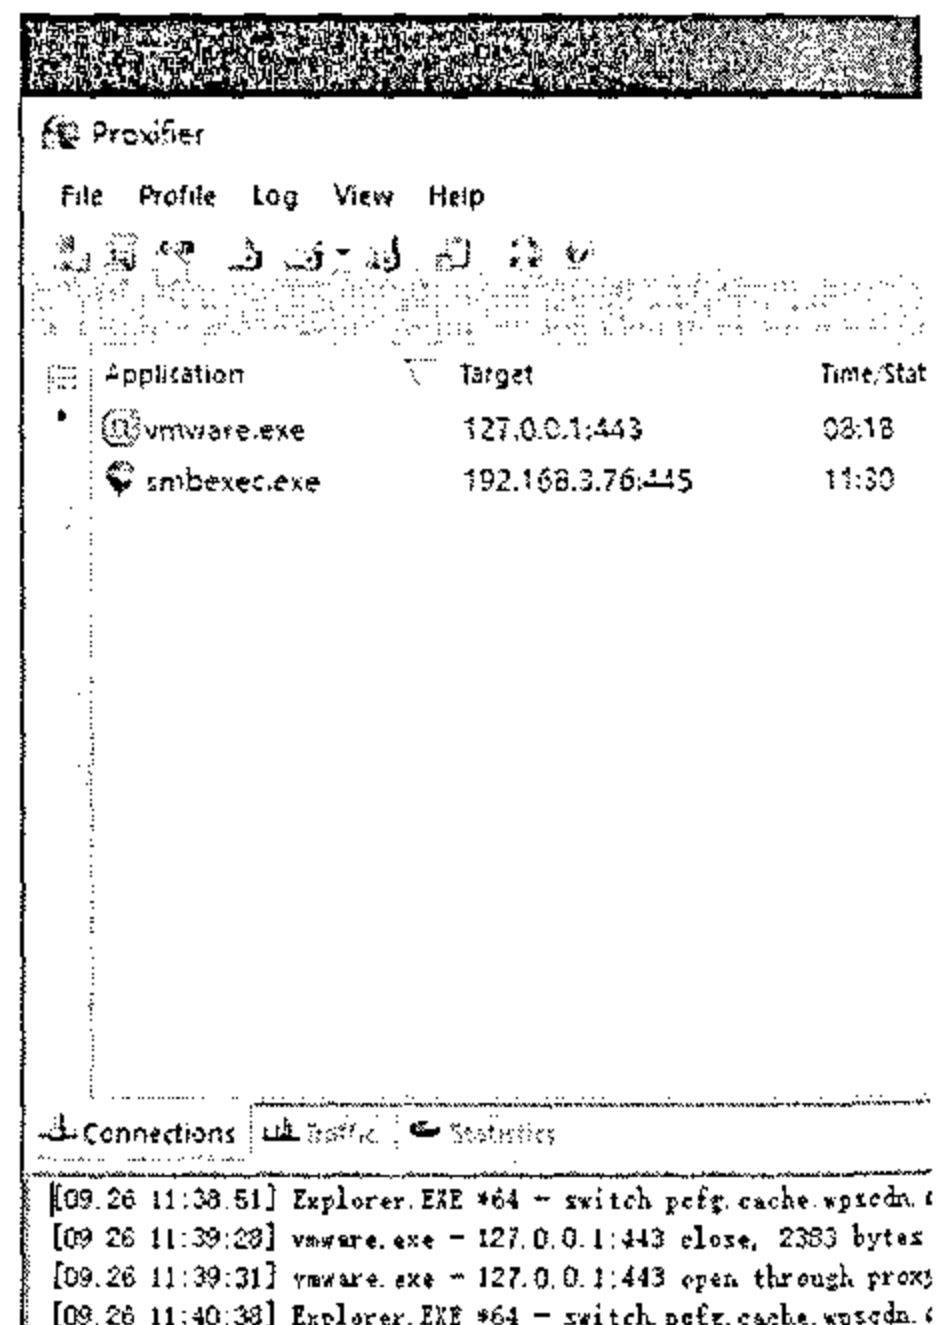 Proxifier
File Profile Log View Help
Application Target Time/Stat
vmware.exe 127.0.0.1:443 08:18
smbexec.exe 192.168.3.76:445 11:30
Connections Traffic Statistics
[09.26 11:38:51] Explorer.EXE *64 - switch pcfg.cache.wpscdn.
[09.26 11:39:28] vmware.exe - 127.0.0.1:443 close, 2383 bytes
[09.26 11:39:31] vmware.exe - 127.0.0.1:443 open through proxy
[09.26 11:40:38] Explorer.EXE *64 - switch pcfg.cache.wpscdn.